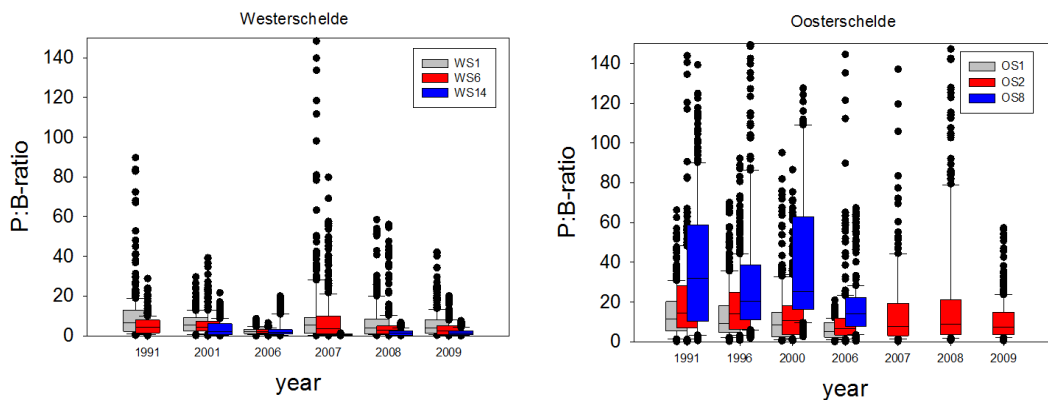 Westerschelde
P:B-ratio
140
120
100
80
60
40
20
0
WS1
WS6
WS14
1991 2001 2006 2007 2008 2009
year
Oosterschelde
P:B-ratio
140
120
100
80
60
40
20
0
OS1
OS2
OS8
1991 1996 2000 2006 2007 2008 2009
year